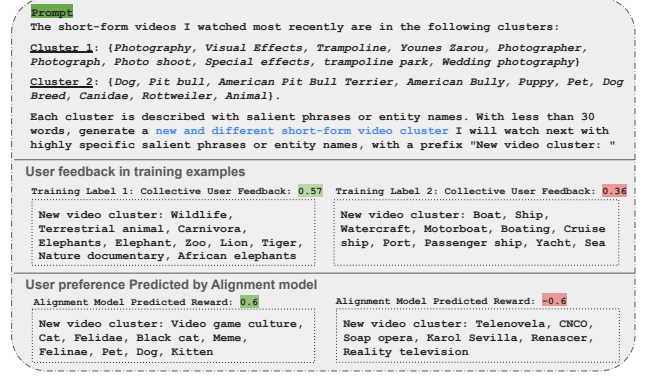 Prompt
The short-form videos I watched most recently are in the following clusters:
Cluster 1: {Photography, Visual Effects, Trampoline, Younes Zarou, Photographer,
Photograph, Photo shoot, Special effects, trampoline park, Wedding photography}
Cluster 2: {Dog, Pit bull, American Pit Bull Terrier, American Bully, Puppy, Pet, Dog
Breed, Canidae, Rottweiler, Animal}.
Each cluster is described with salient phrases or entity names. With less than 30
words, generate a new and different short-form video cluster I will watch next with
highly specific salient phrases or entity names, with a prefix "New video cluster: "
User feedback in training examples
Training Label 1: Collective User Feedback: 0.57
New video cluster: Wildlife,
Terrestrial animal, Carnivora,
Elephants, Elephant, Zoo, Lion, Tiger,
Nature documentary, African elephants
Training Label 2: Collective User Feedback: 0.36
New video cluster: Boat, Ship,
Watercraft, Motorboat, Boating, Cruise
ship, Port, Passenger ship, Yacht, Sea
User preference Predicted by Alignment model
Alignment Model Predicted Reward: 0.6
New video cluster: Video game culture,
Cat, Felidae, Black cat, Meme,
Felinae, Pet, Dog, Kitten
Alignment Model Predicted Reward: -0.6
New video cluster: Telenovela, CNCO,
Soap opera, Karol Sevilla, Renascer,
Reality television